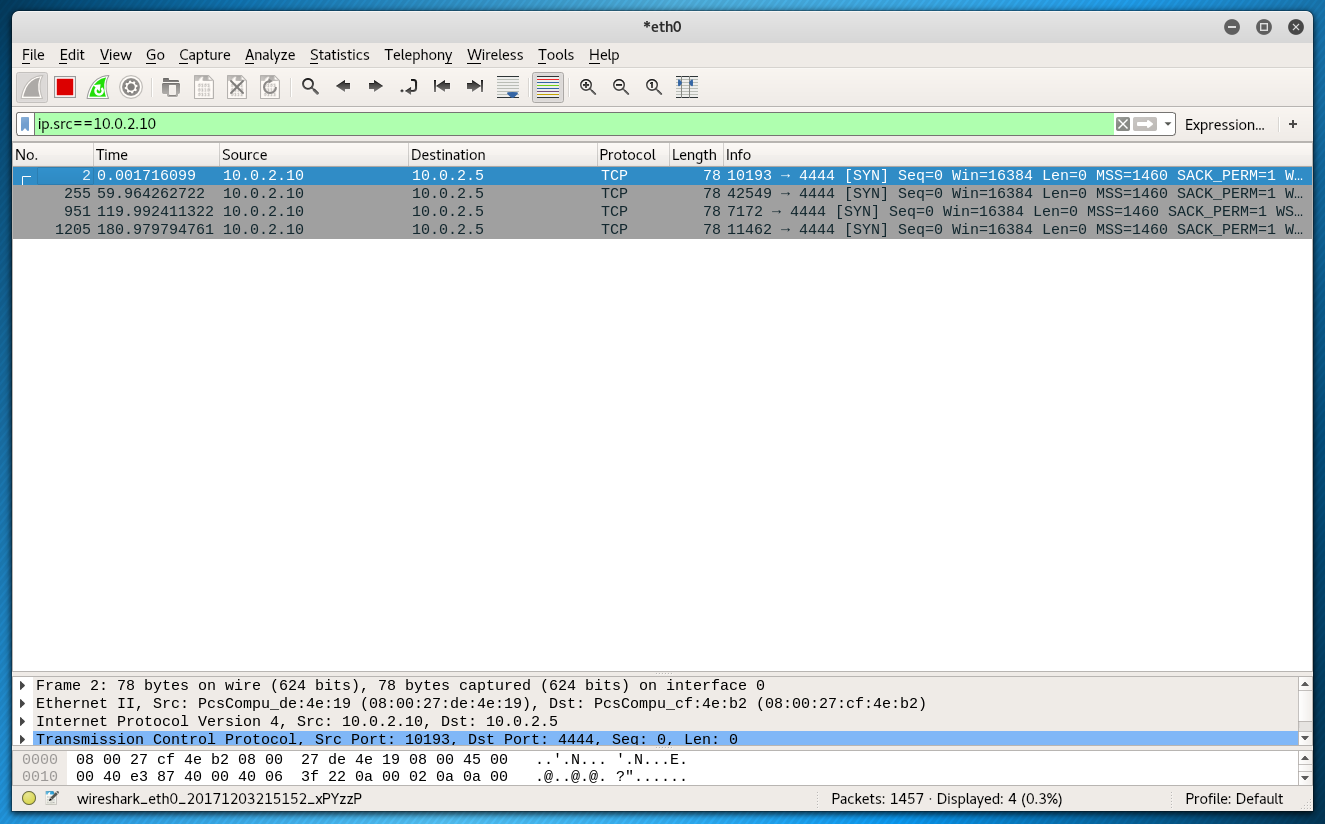 *eth0
File Edit View Go Capture Analyze Statistics Telephony Wireless Tools Help
ip.src==10.0.2.10 Expression... +
No. Time Source Destination Protocol Length Info
2 0.001716099 10.0.2.10 10.0.2.5 TCP 78 10193 → 4444 [SYN] Seq=0 Win=16384 Len=0 MSS=1460 SACK_PERM=1 W…
255 59.964262722 10.0.2.10 10.0.2.5 TCP 78 42549 → 4444 [SYN] Seq=0 Win=16384 Len=0 MSS=1460 SACK_PERM=1 W…
951 119.992411322 10.0.2.10 10.0.2.5 TCP 78 7172 → 4444 [SYN] Seq=0 Win=16384 Len=0 MSS=1460 SACK_PERM=1 WS…
1205 180.979794761 10.0.2.10 10.0.2.5 TCP 78 11462 → 4444 [SYN] Seq=0 Win=16384 Len=0 MSS=1460 SACK_PERM=1 W…
Frame 2: 78 bytes on wire (624 bits), 78 bytes captured (624 bits) on interface 0
Ethernet II, Src: PcsCompu_de:4e:19 (08:00:27:de:4e:19), Dst: PcsCompu_cf:4e:b2 (08:00:27:cf:4e:b2)
Internet Protocol Version 4, Src: 10.0.2.10, Dst: 10.0.2.5
Transmission Control Protocol, Src Port: 10193, Dst Port: 4444, Seq: 0, Len: 0
0000 08 00 27 cf 4e b2 08 00 27 de 4e 19 08 00 45 00 ..'.N... '.N...E.
0010 00 40 e3 87 40 00 40 06 3f 22 0a 00 02 0a 0a 00 .@..@.@. ?"......
wireshark_eth0_20171203215152_xPYzzP Packets: 1457 · Displayed: 4 (0.3%) Profile: Default